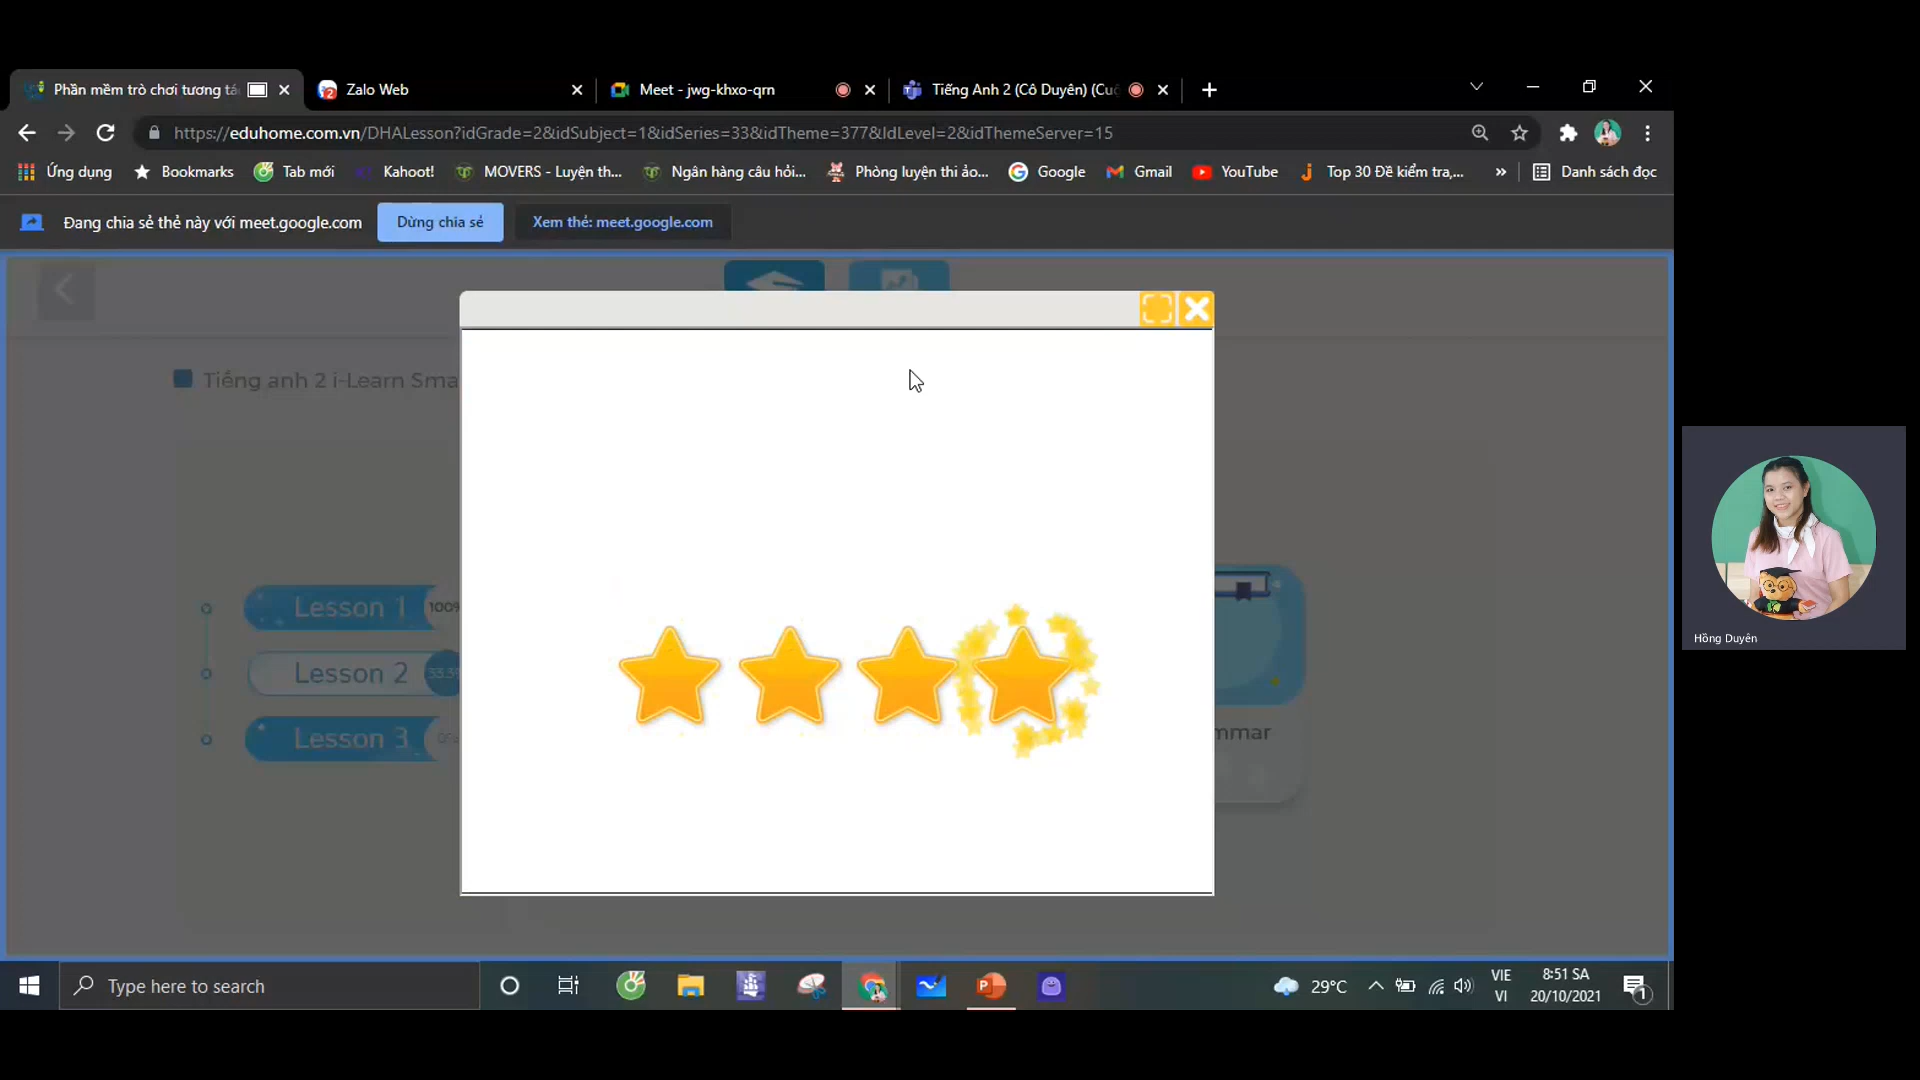 Phần mềm trò chơi tương tá
Zalo Web
Meet - jwg-khxo-qrn
Tiếng Anh 2 (Cô Duyên) (Cuộ
https://eduhome.com.vn/DHALesson?idGrade=2&idSubject=1&idSeries=33&idTheme=377&IdLevel=2&idThemeServer=15
Ứng dụng
Bookmarks
Tab mới
Kahoot!
MOVERS - Luyện th...
Ngân hàng câu hỏi...
Phòng luyện thi ảo...
Google
Gmail
YouTube
Top 30 Đề kiểm tra,...
»
Danh sách đọc
Đang chia sẻ thẻ này với meet.google.com
Dừng chia sẻ
Xem thẻ: meet.google.com
Tiếng anh 2 i-Learn Sma
Lesson 1
100%
Lesson 2
33.3
Lesson 3
mmar
Hồng Duyên
Type here to search
29°C
VIE
VI
8:51 SA
20/10/2021
1